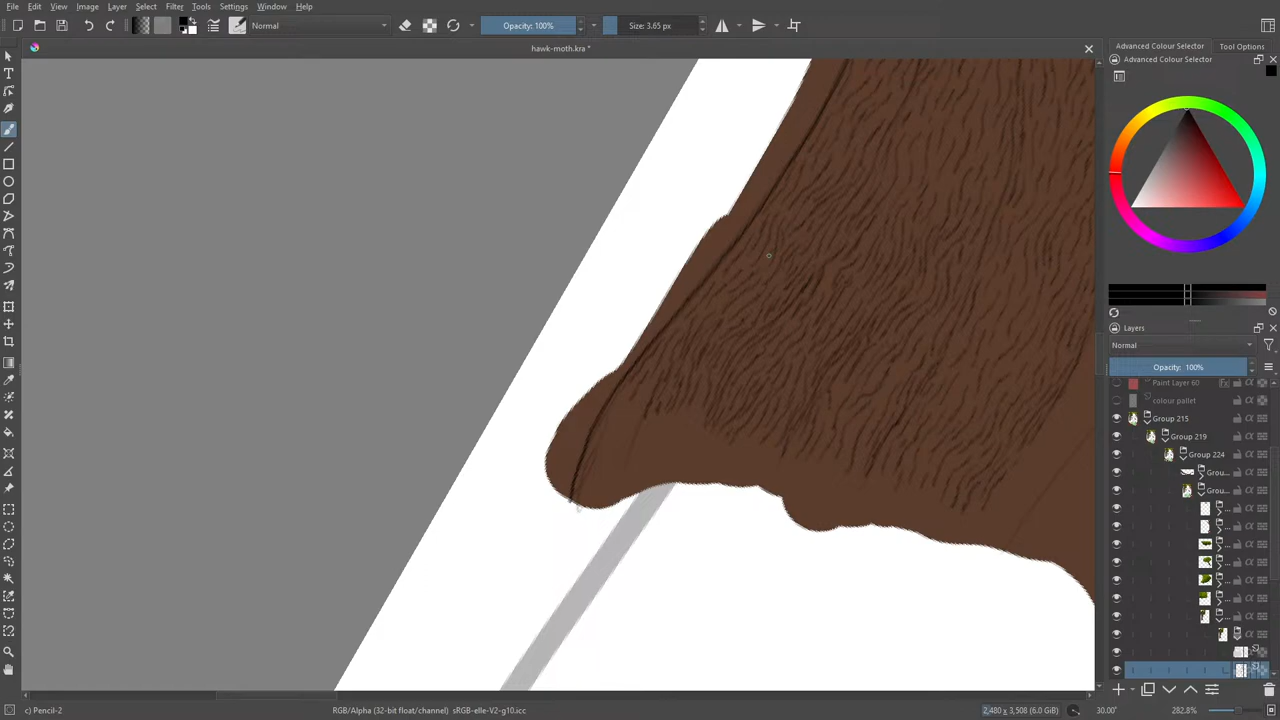 File Edit View Image Layer Select Filter Tools Settings Window Help
Normal Opacity: 100% Size: 3.65 px
hawk-moth.kra *
Advanced Colour Selector Tool Options
Advanced Colour Selector
Layers
Normal
Opacity: 100%
Paint Layer 60
colour pallet
Group 215
Group 219
Group 224
Grou...
Grou...
c) Pencil-2 RGB/Alpha (32-bit float/channel) sRGB-elle-V2-g10.icc 2,480 x 3,508 (6.0 GiB) 30.00° 282.8%